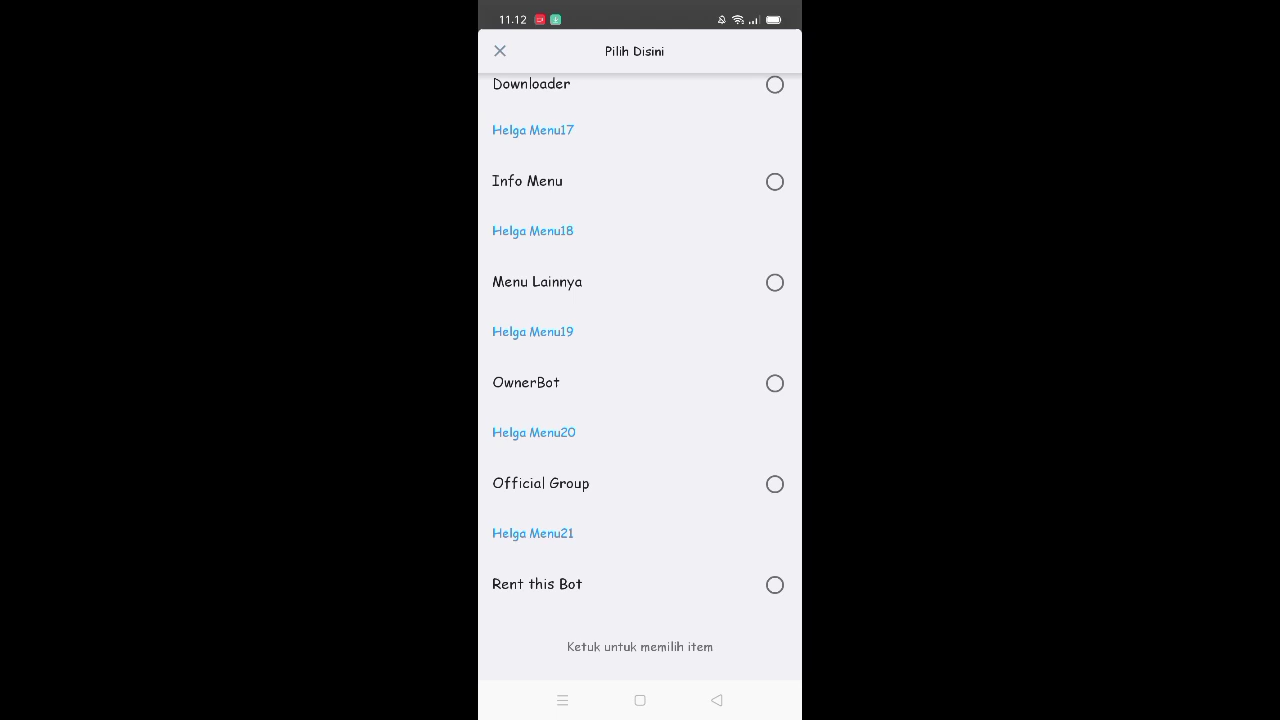 11.12
Pilih Disini
Downloader
Helga Menu17
Info Menu
Helga Menu18
Menu Lainnya
Helga Menu19
OwnerBot
Helga Menu20
Official Group
Helga Menu21
Rent this Bot
Ketuk untuk memilih item